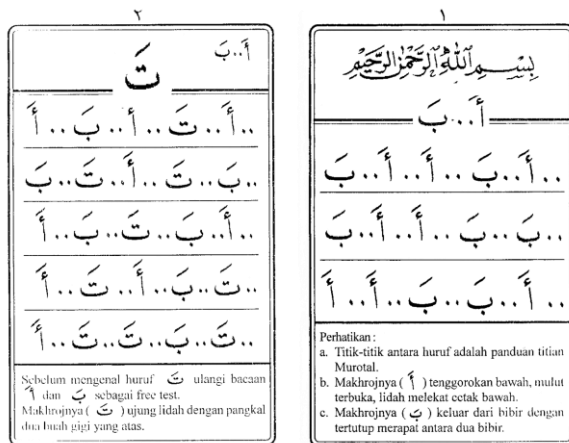 ١
بِسْمِ اللهِ الرَّحْمٰنِ الرَّحِيْمِ
أَ..بَ
..أَ..بَ..أَ..أَ..بَ
..بَ..بَ..أَ..أَ..بَ
..أَ..بَ..بَ..أَ..أَ
Perhatikan :
a. Titik-titik antara huruf adalah panduan titian
Murotal.
b. Makhrojnya ( أَ ) tenggorokan bawah, mulut
terbuka, lidah melekat cetak bawah.
c. Makhrojnya ( بَ ) keluar dari bibir dengan
tertutup merapat antara dua bibir.
٢
أَ..بَ
تَ
..أَ..تَ..أَ..بَ..أَ
..بَ..تَ..أَ..تَ..بَ
..أَ..بَ..تَ..بَ..أَ
..تَ..بَ..أَ..تَ..أَ
..تَ..بَ..تَ..تَ..أَ
Sebelum mengenal huruf تَ ulangi bacaan
أَ dan بَ sebagai free test.
Makhrojnya ( تَ ) ujung lidah dengan pangkal
dua buah gigi yang atas.